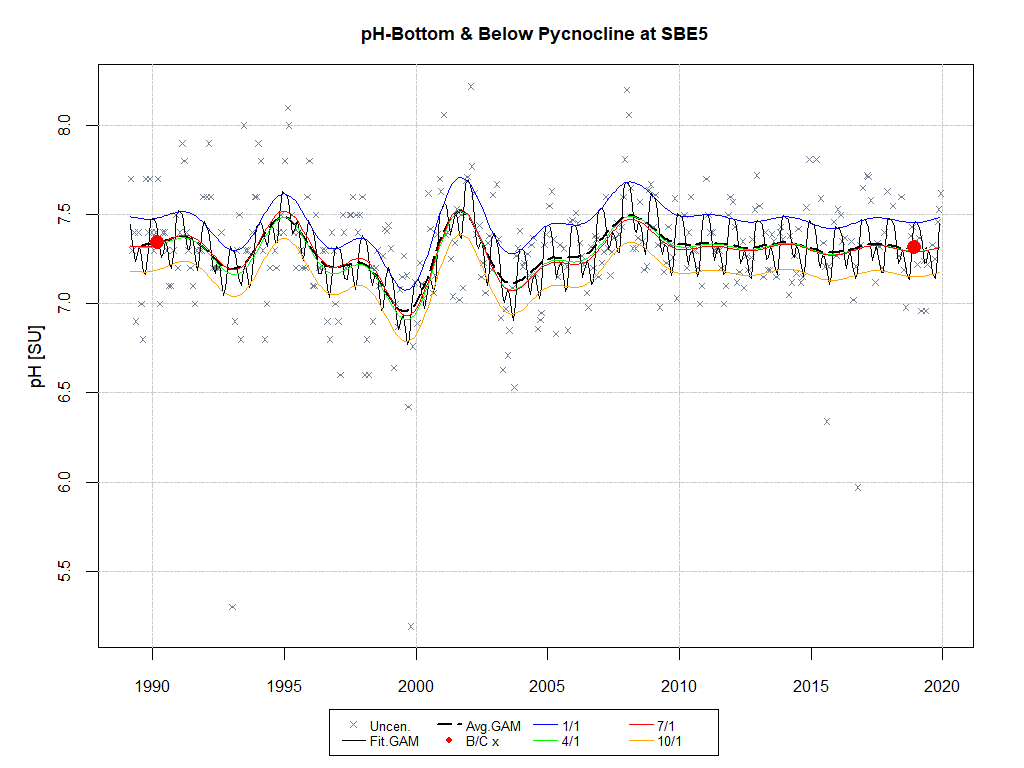 pH-Bottom & Below Pycnocline at SBE5
pH [SU]
8.0
7.5
7.0
6.5
6.0
5.5
1990 1995 2000 2005 2010 2015 2020
Uncen. Avg.GAM 1/1 7/1
Fit.GAM B/C x 4/1 10/1